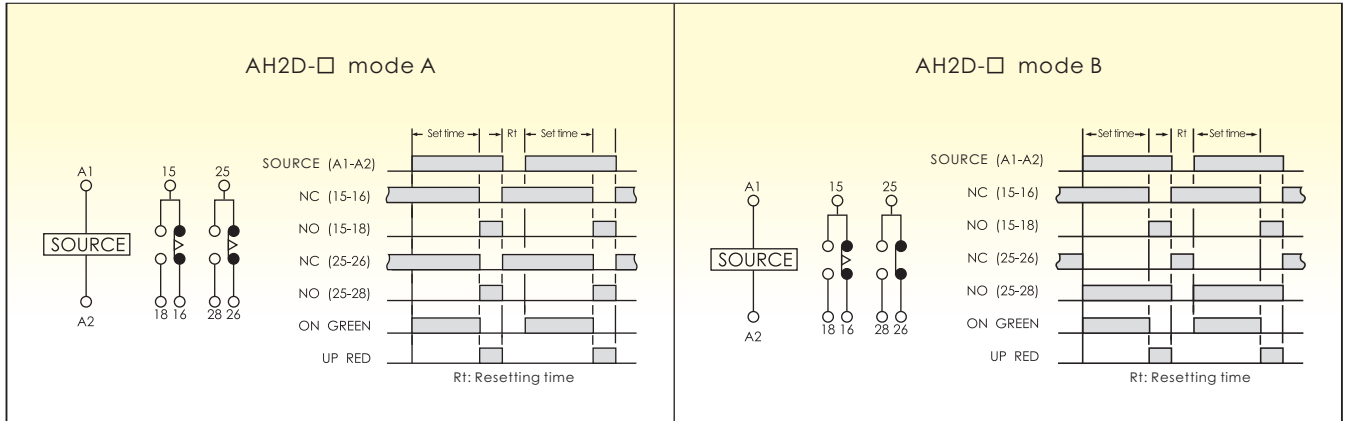 AH2D-□ mode A
Set time Rt Set time
SOURCE (A1-A2)
NC (15-16)
NO (15-18)
NC (25-26)
NO (25-28)
ON GREEN
UP RED
Rt: Resetting time
A1
SOURCE
A2
15 25
18 16 28 26
AH2D-□ mode B
Set time Rt Set time
SOURCE (A1-A2)
NC (15-16)
NO (15-18)
NC (25-26)
NO (25-28)
ON GREEN
UP RED
Rt: Resetting time
A1
SOURCE
A2
15 25
18 16 28 26